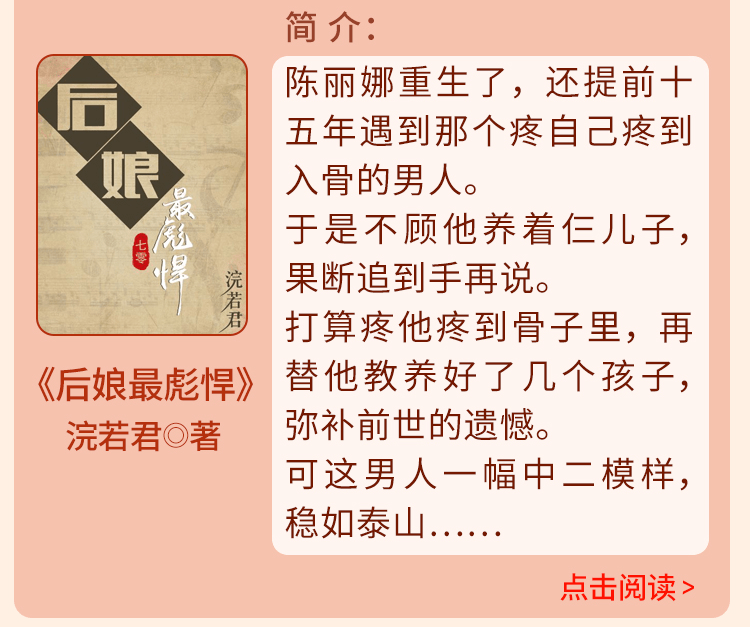 简 介：
后
娘
最彪悍
七零
浣若君
《后娘最彪悍》
浣若君◎著
陈丽娜重生了，还提前十
五年遇到那个疼自己疼到
入骨的男人。
于是不顾他养着仨儿子，
果断追到手再说。
打算疼他疼到骨子里，再
替他教养好了几个孩子，
弥补前世的遗憾。
可这男人一幅中二模样，
稳如泰山……
点击阅读>